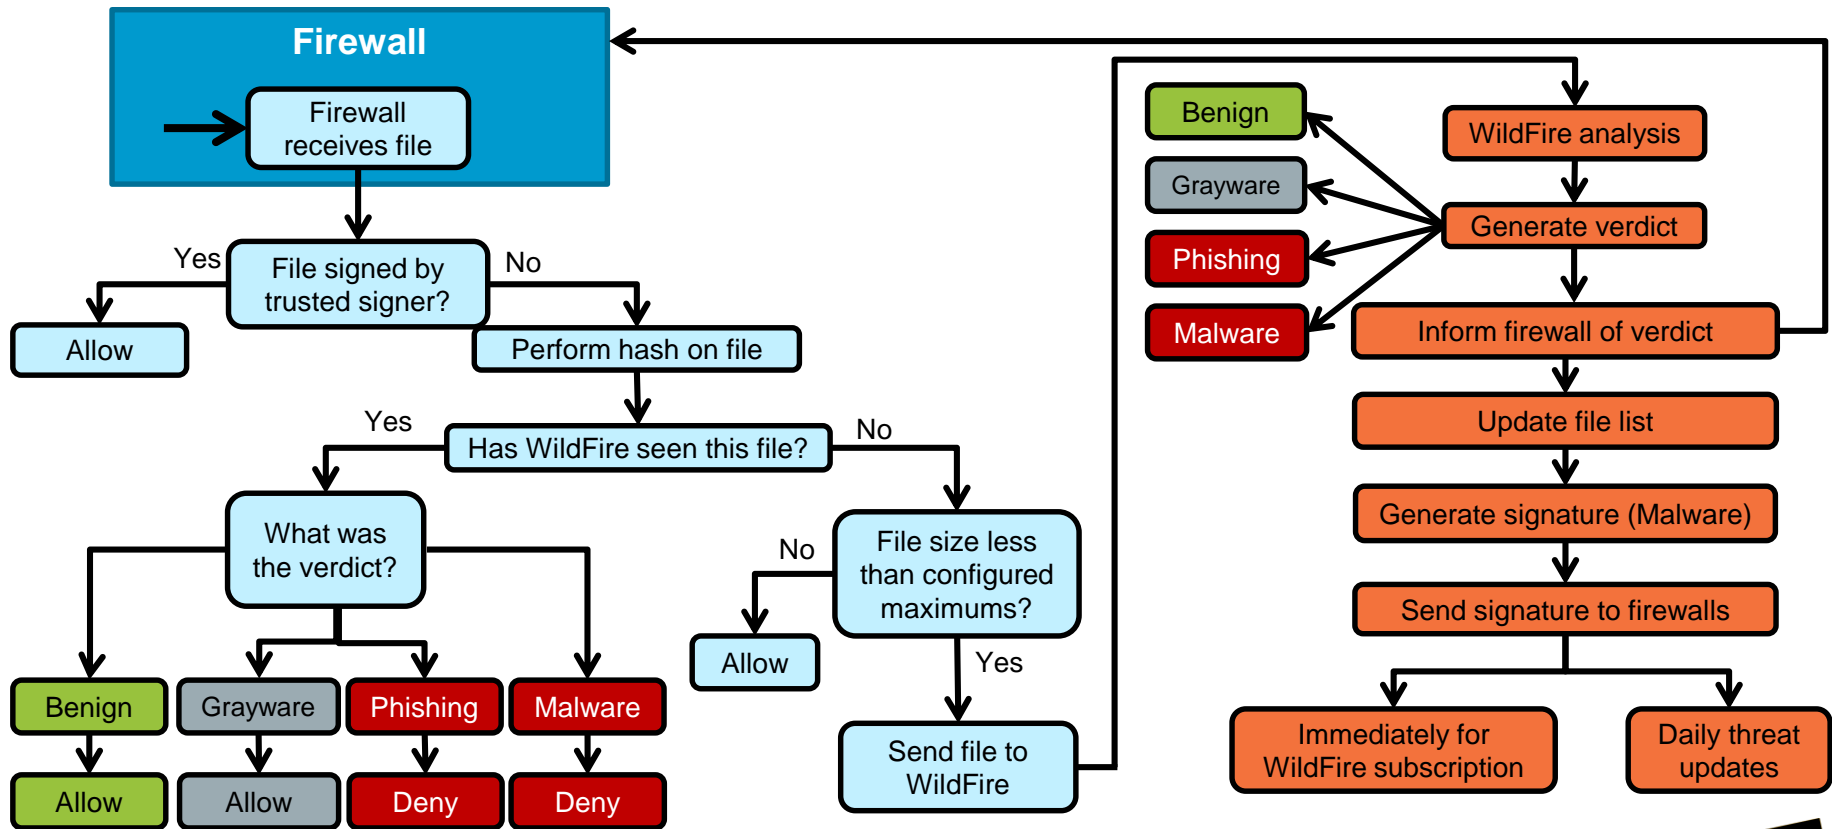 Firewall
Firewall
receives file
Yes
File signed by
trusted signer?
No
Allow
Perform hash on file
Yes
Has WildFire seen this file?
No
What was
the verdict?
No
File size less
than configured
maximums?
Allow
Yes
Benign
Grayware
Phishing
Malware
Allow
Allow
Deny
Deny
Send file to
WildFire
Benign
Grayware
Phishing
Malware
WildFire analysis
Generate verdict
Inform firewall of verdict
Update file list
Generate signature (Malware)
Send signature to firewalls
Immediately for
WildFire subscription
Daily threat
updates